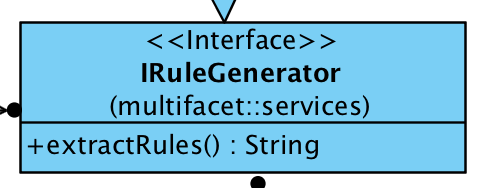 <<Interface>>
IRuleGenerator
(multifacet::services)
+extractRules() : String